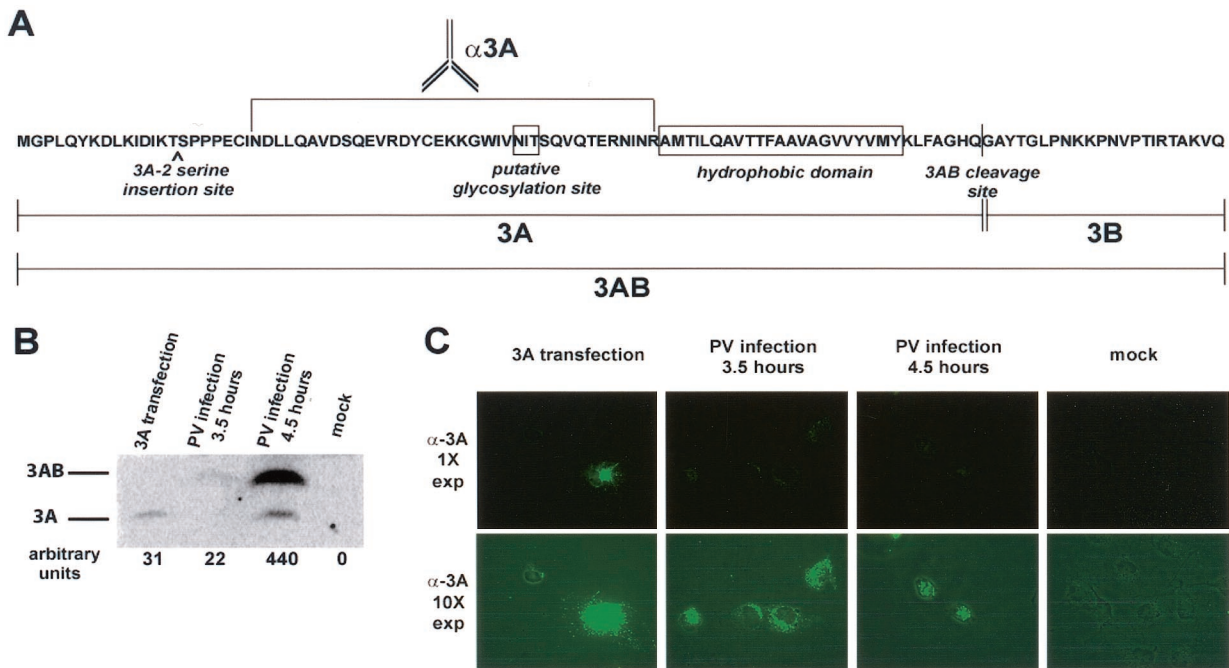 A
α3A
MGPLQYKDLKIDIKTSPPPECINDLLQAVDSQEVRDYCEKKGWIVNITSQVQTERNINRAMTILQAVTTFAAVAGVVYVMYKLFAGHQGAYTGLPNKKPNVPTIRTAKVQ
3A-2 serine
insertion site
putative
glycosylation site
hydrophobic domain
3AB cleavage
site
3A
3B
3AB
B
3A transfection
PV infection
3.5 hours
PV infection
4.5 hours
mock
3AB
3A
arbitrary
units
31
22
440
0
C
3A transfection
PV infection
3.5 hours
PV infection
4.5 hours
mock
α-3A
1X
exp
α-3A
10X
exp